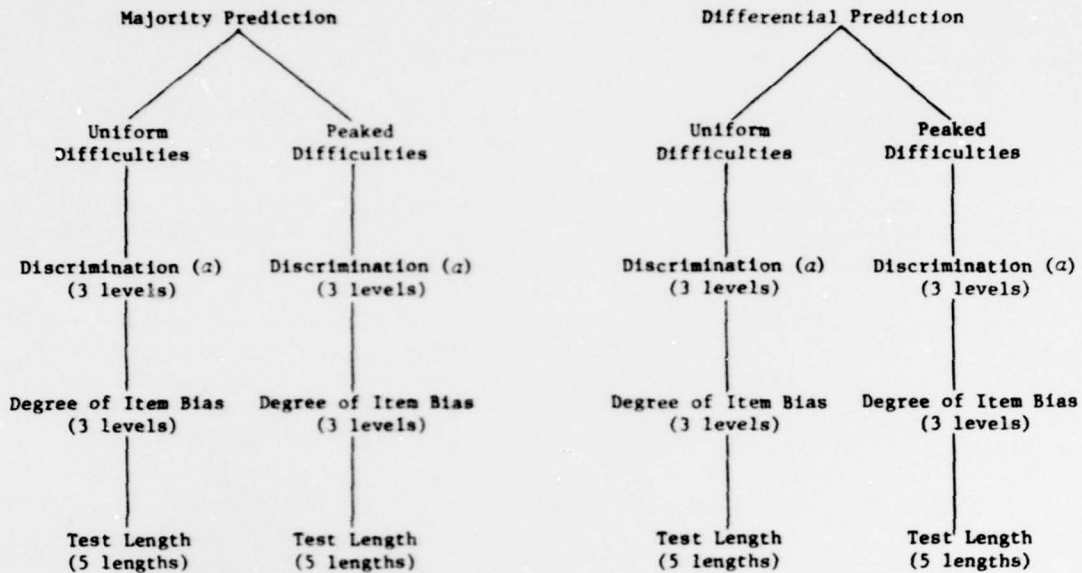 Majority Prediction
Differential Prediction
Uniform
Difficulties
Peaked
Difficulties
Uniform
Difficulties
Peaked
Difficulties
Discrimination (a)
(3 levels)
Discrimination (a)
(3 levels)
Discrimination (a)
(3 levels)
Discrimination (a)
(3 levels)
Degree of Item Bias
(3 levels)
Degree of Item Bias
(3 levels)
Degree of Item Bias
(3 levels)
Degree of Item Bias
(3 levels)
Test Length
(5 lengths)
Test Length
(5 lengths)
Test Length
(5 lengths)
Test Length
(5 lengths)